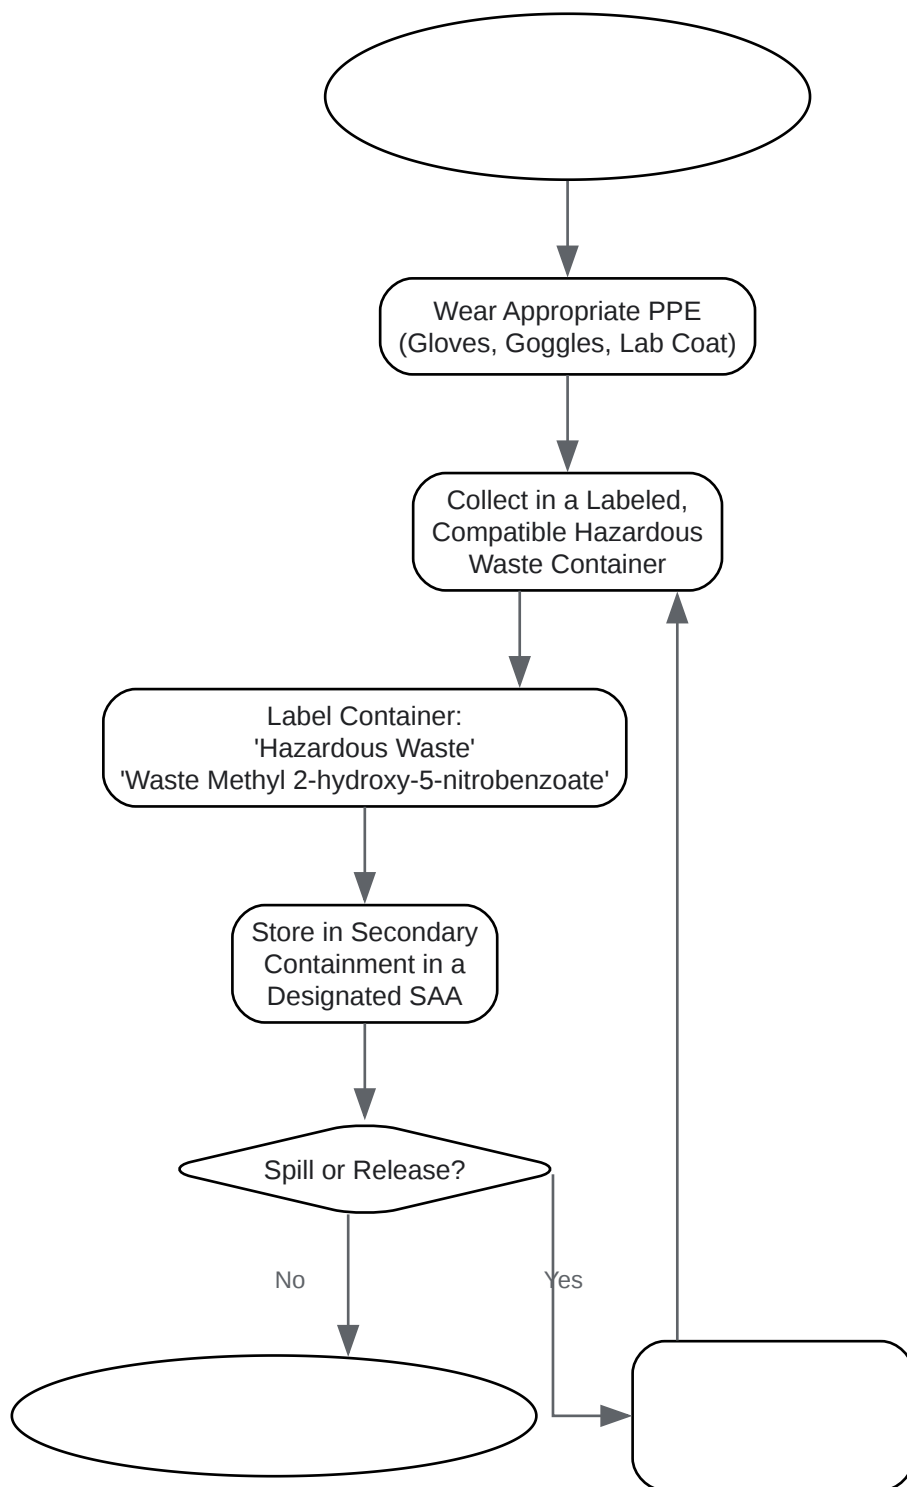 Wear Appropriate PPE
(Gloves, Goggles, Lab Coat)
Collect in a Labeled,
Compatible Hazardous
Waste Container
Label Container:
'Hazardous Waste'
'Waste Methyl 2-hydroxy-5-nitrobenzoate'
Store in Secondary
Containment in a
Designated SAA
Spill or Release?
No
Yes